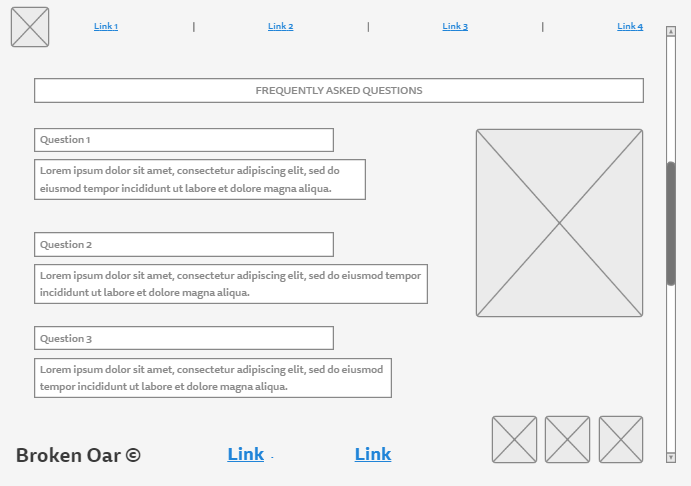 Link 1 | Link 2 | Link 3 | Link 4
FREQUENTLY ASKED QUESTIONS
Question 1
Lorem ipsum dolor sit amet, consectetur adipiscing elit, sed do
eiusmod tempor incididunt ut labore et dolore magna aliqua.
Question 2
Lorem ipsum dolor sit amet, consectetur adipiscing elit, sed do eiusmod tempor
incididunt ut labore et dolore magna aliqua.
Question 3
Lorem ipsum dolor sit amet, consectetur adipiscing elit, sed do eiusmod
tempor incididunt ut labore et dolore magna aliqua.
Broken Oar © Link . Link